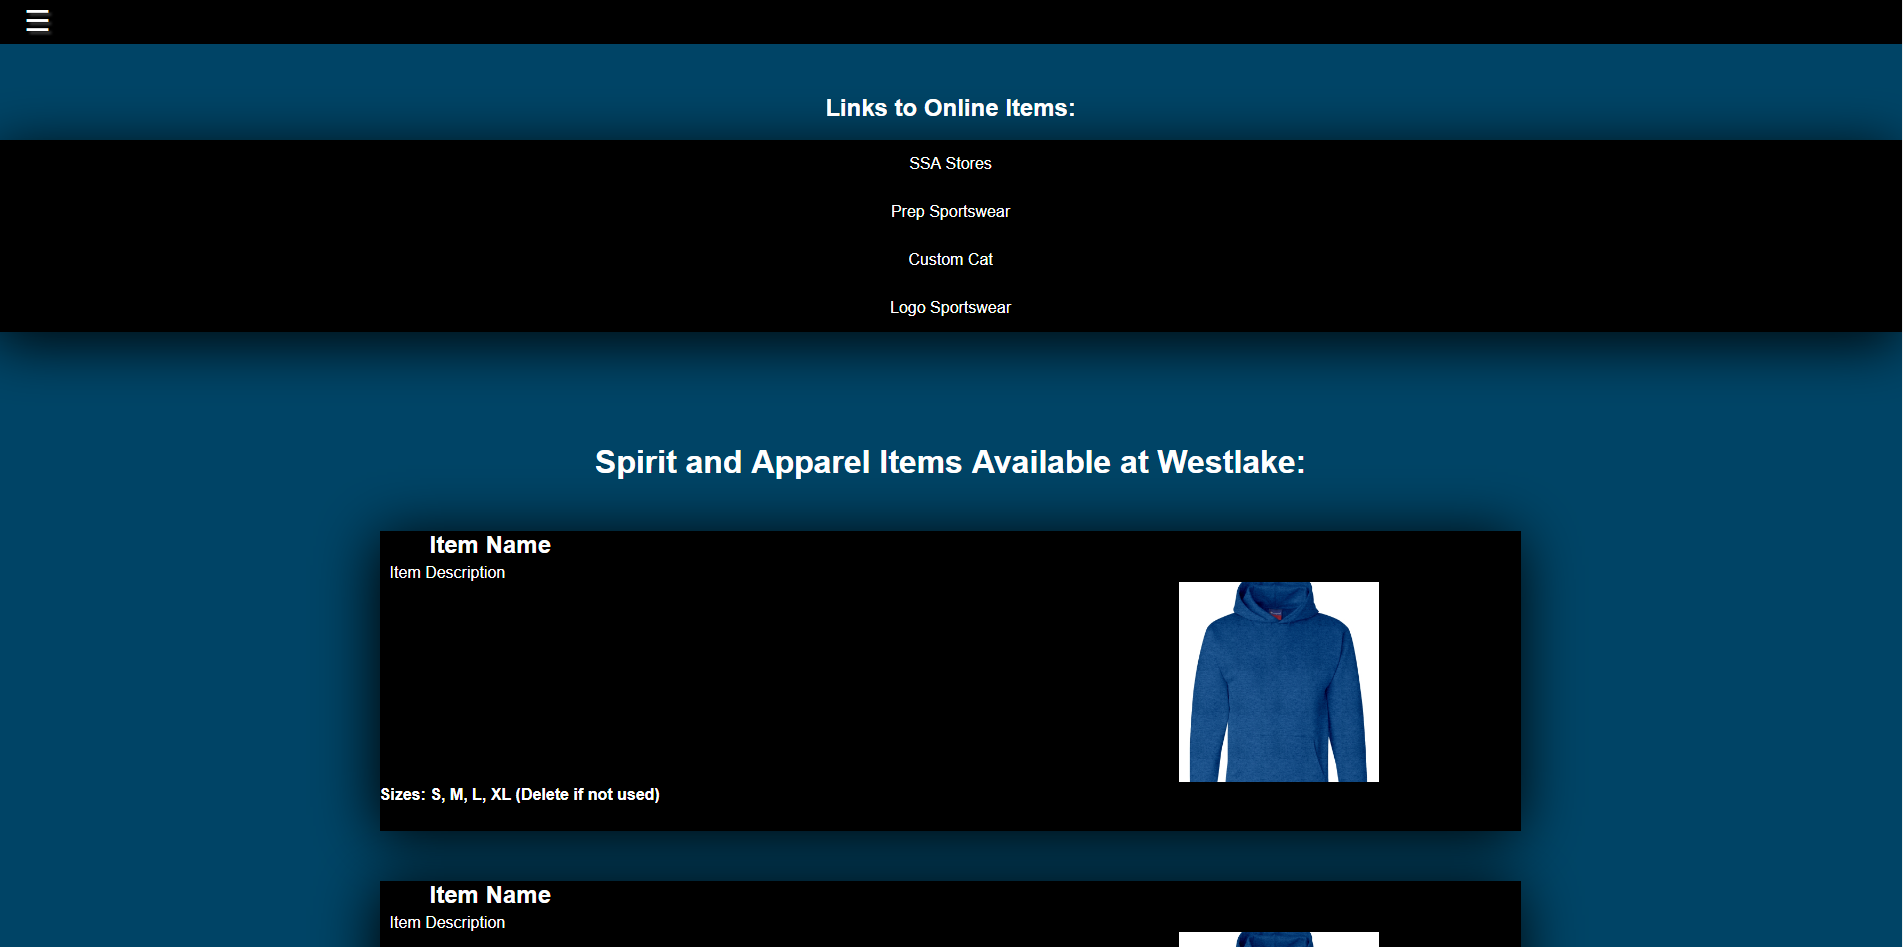 Links to Online Items:
SSA Stores
Prep Sportswear
Custom Cat
Logo Sportswear
Spirit and Apparel Items Available at Westlake:
Item Name
Item Description
Sizes: S, M, L, XL (Delete if not used)
Item Name
Item Description